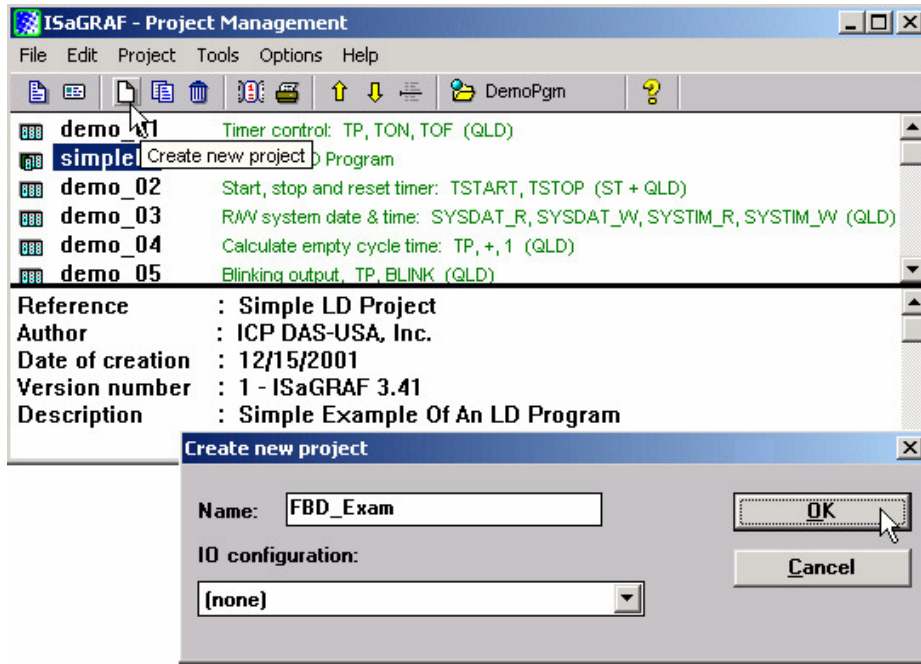 ISaGRAF - Project Management
File Edit Project Tools Options Help
DemoPgm
demo_01 Timer control: TP, TON, TOF (QLD)
simplel Program
Create new project
demo_02 Start, stop and reset timer: TSTART, TSTOP (ST + QLD)
demo_03 R/W system date & time: SYSDAT_R, SYSDAT_W, SYSTIM_R, SYSTIM_W (QLD)
demo_04 Calculate empty cycle time: TP, +, 1 (QLD)
demo_05 Blinking output, TP, BLINK (QLD)
Reference : Simple LD Project
Author : ICP DAS-USA, Inc.
Date of creation : 12/15/2001
Version number : 1 - ISaGRAF 3.41
Description : Simple Example Of An LD Program
Create new project
Name: FBD_Exam
OK
IO configuration:
Cancel
(none)